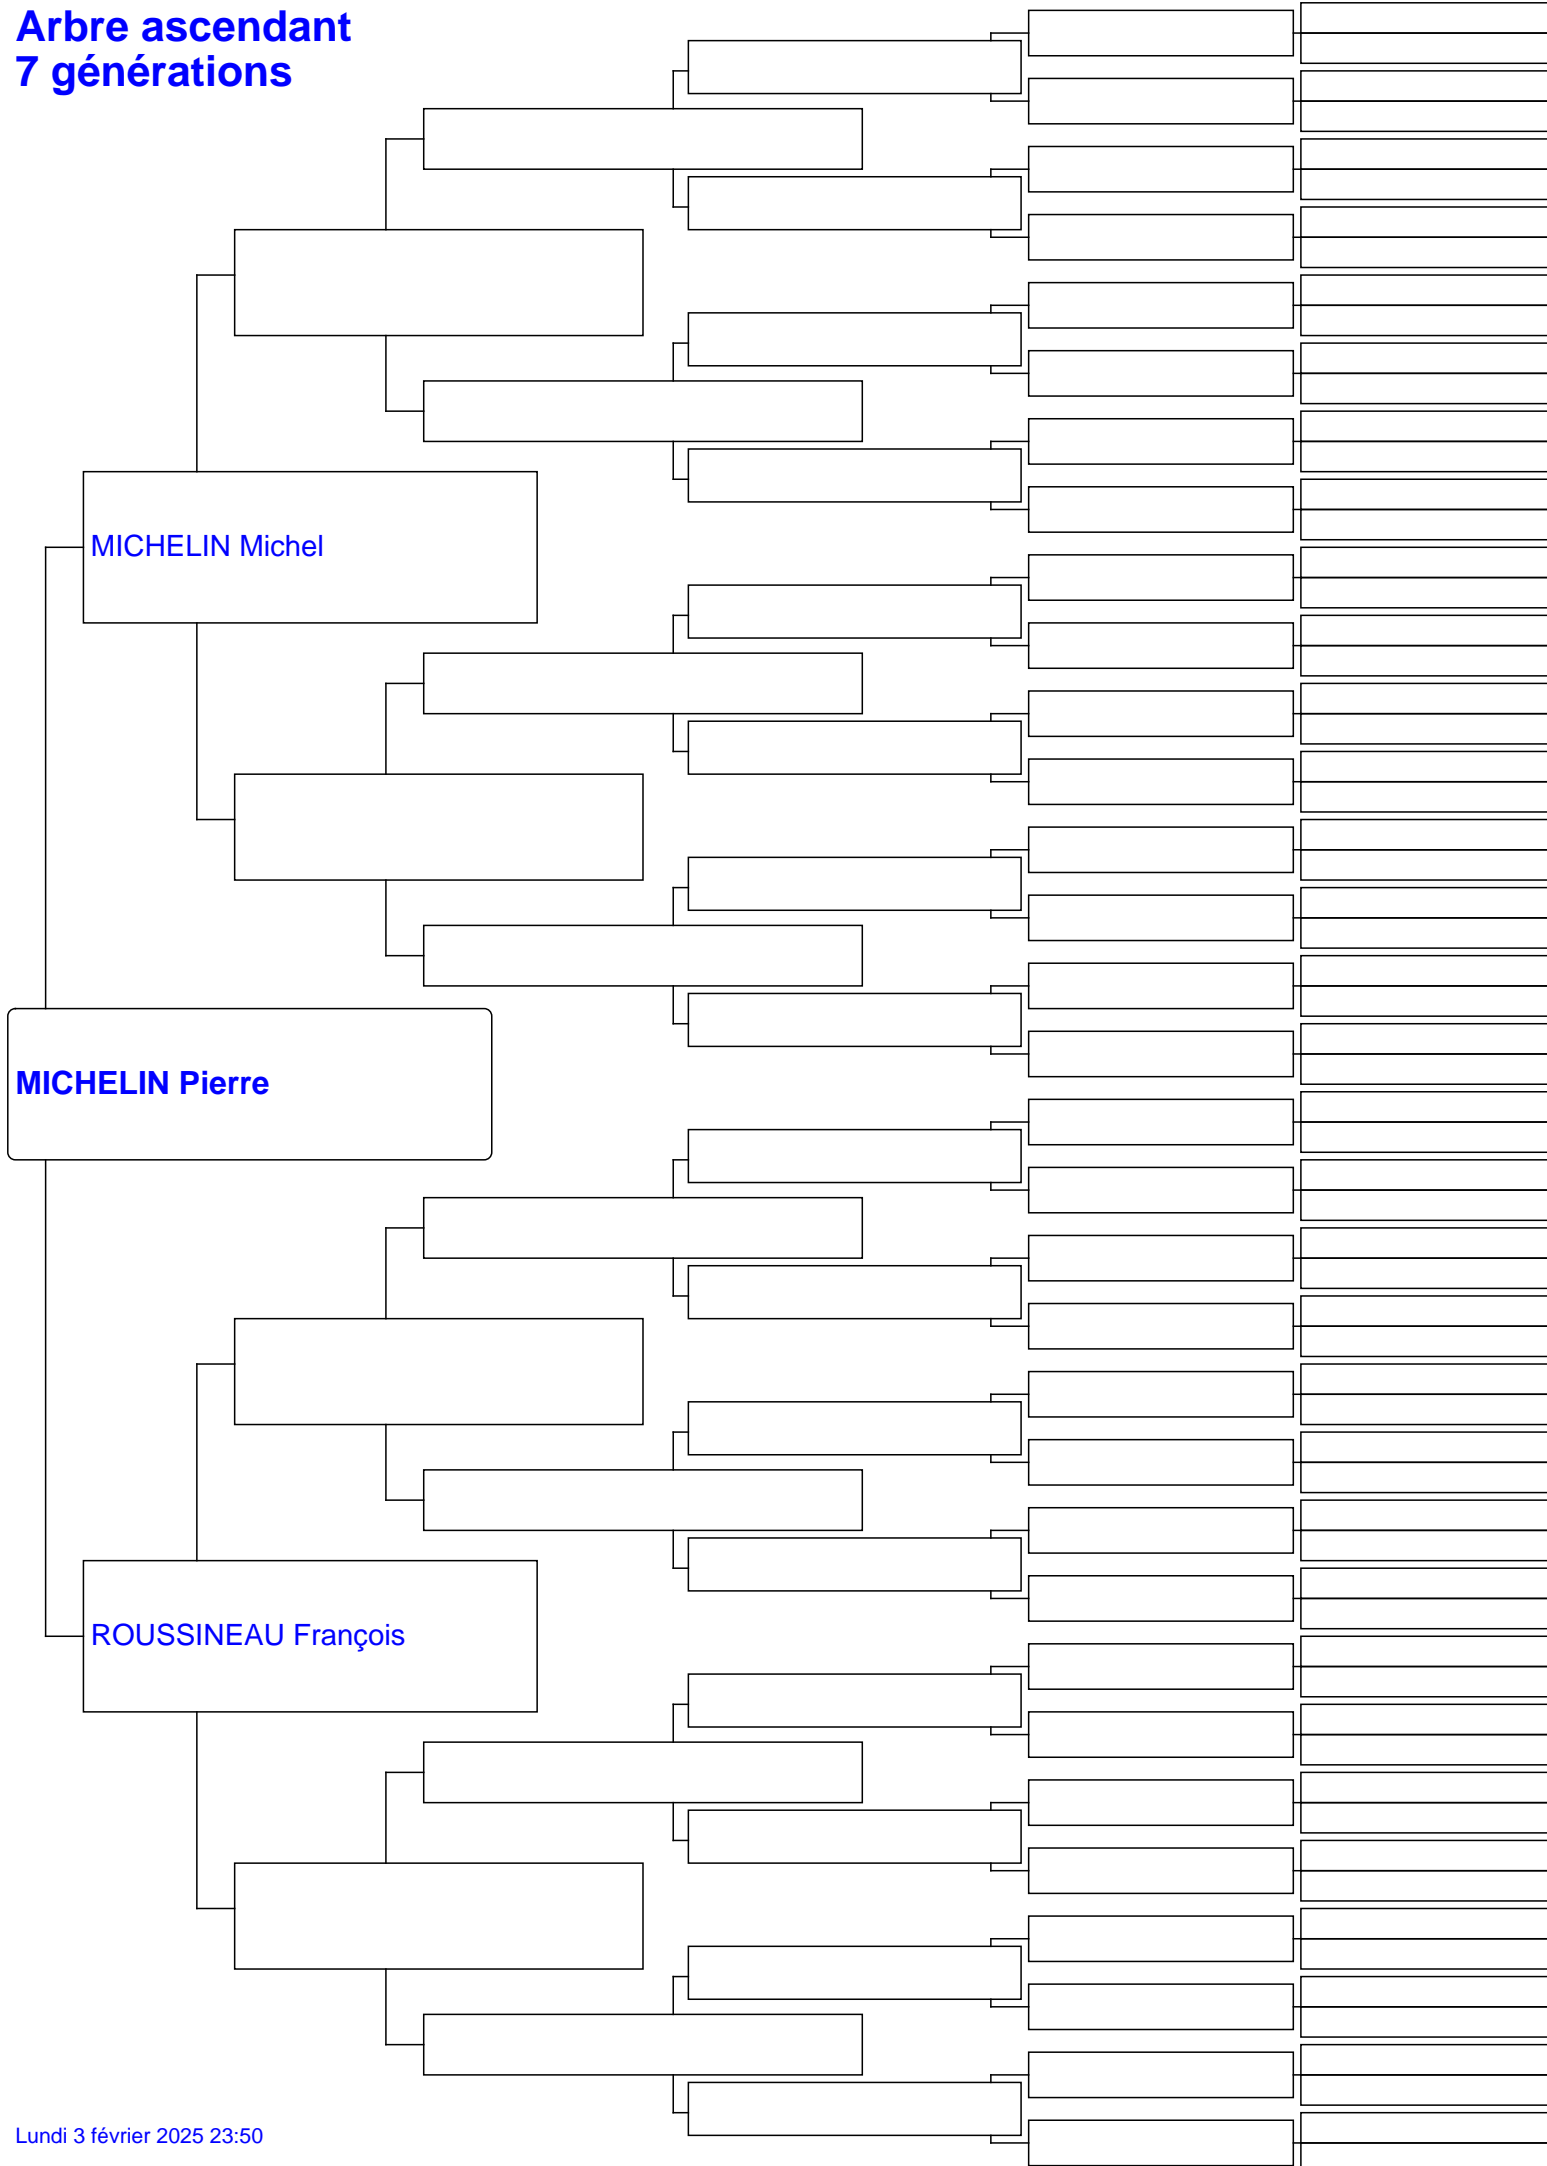 Arbre ascendant
7 générations
MICHELIN Michel
MICHELIN Pierre
ROUSSINEAU François
Lundi 3 février 2025 23:50